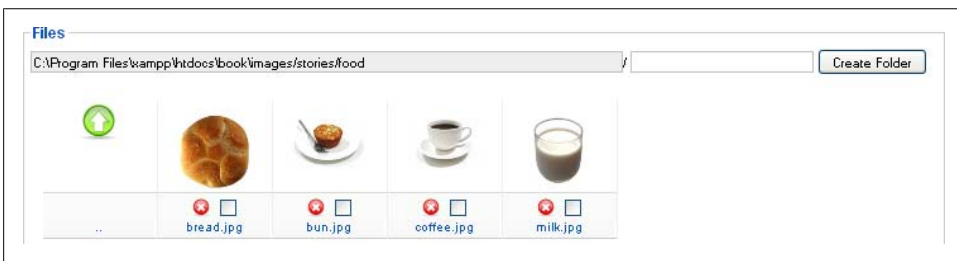 Files
C:\Program Files\xampp\htdocs\book\images/stories/food / Create Folder
.. bread.jpg bun.jpg coffee.jpg milk.jpg